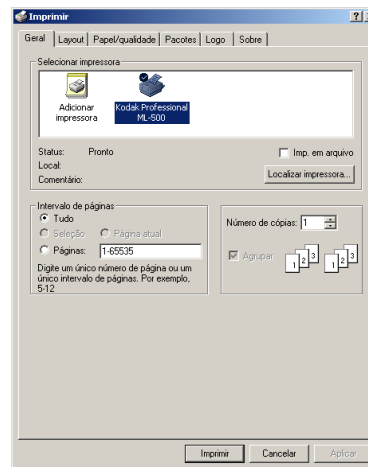 Imprimir
Geral Layout Papel/qualidade Pacotes Logo Sobre
Selecionar impressora
Adicionar impressora
Kodak Professional ML-500
Status: Pronto
Imp. em arquivo
Local:
Comentário:
Localizar impressora...
Intervalo de páginas
Tudo
Seleção Página atual
Páginas: 1-65535
Digite um único número de página ou um
único intervalo de páginas. Por exemplo,
5-12
Número de cópias: 1
Agrupar
1 2 3 1 2 3
Imprimir Cancelar Aplicar